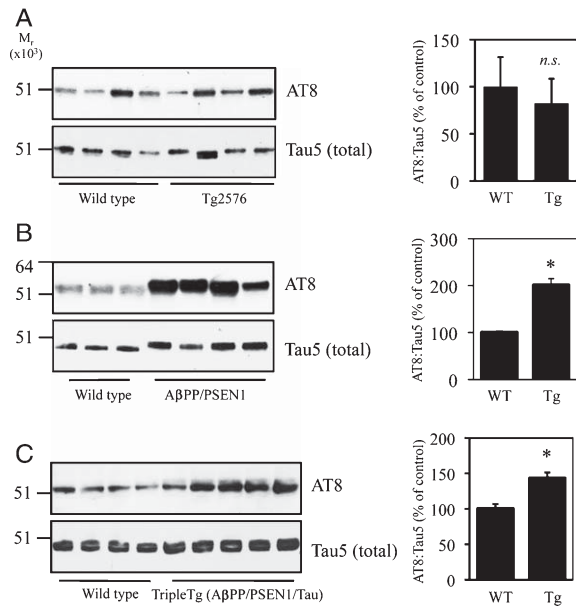 A
Mr
(x10³)
51
AT8
51
Tau5 (total)
Wild type
Tg2576
AT8:Tau5 (% of control)
150
100
50
0
n.s.
WT
Tg
B
64
51
AT8
51
Tau5 (total)
Wild type
AβPP/PSEN1
AT8:Tau5 (% of control)
300
200
100
0
*
WT
Tg
C
51
AT8
51
Tau5 (total)
Wild type
TripleTg (AβPP/PSEN1/Tau)
AT8:Tau5 (% of control)
200
150
100
50
0
*
WT
Tg